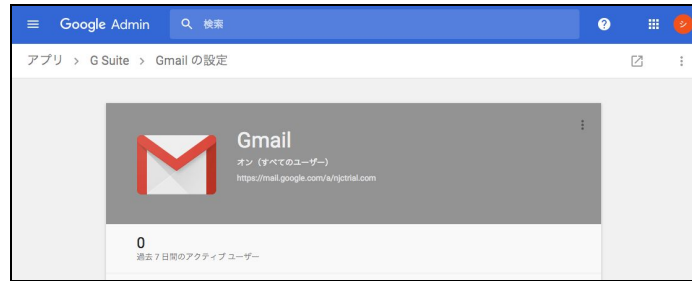 Google Admin 検索 シ
アプリ > G Suite > Gmail の設定
Gmail
オン（すべてのユーザー）
https://mail.google.com/a/njctrial.com
0
過去 7 日間のアクティブ ユーザー